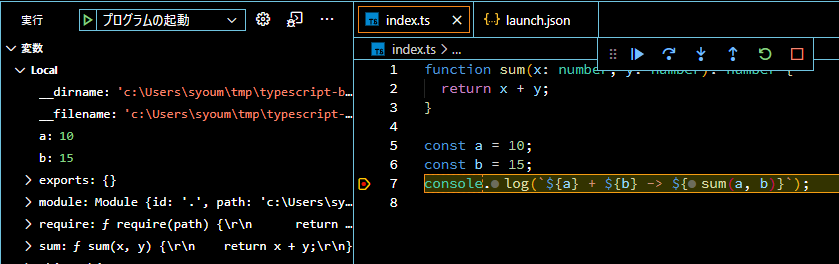 実行
プログラムの起動
変数
Local
__dirname: 'c:\Users\syoum\tmp\typescript-b…
__filename: 'c:\Users\syoum\tmp\typescript-…
a: 10
b: 15
exports: {}
module: Module {id: '.', path: 'c:\Users\sy…
require: ƒ require(path) {\r\n    return …
sum: ƒ sum(x, y) {\r\n    return x + y;\r\n}
TS index.ts
{..} launch.json
TS index.ts > ...
1 function sum(x: number, y: number): number {
2   return x + y;
3 }
4
5 const a = 10;
6 const b = 15;
7 console.log(`${a} + ${b} -> ${sum(a, b)}`);
8